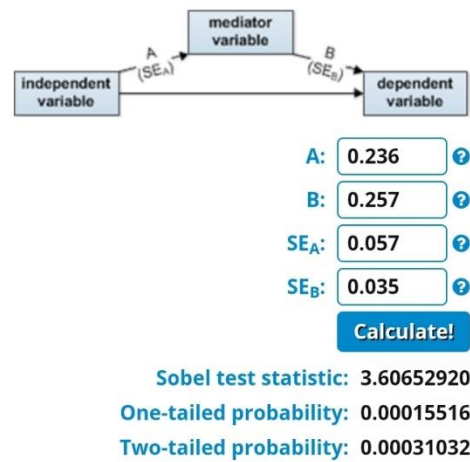 mediator
variable
A
(SEA)
B
(SEB)
independent
variable
dependent
variable
A: 0.236 ?
B: 0.257 ?
SEA: 0.057 ?
SEB: 0.035 ?
Calculate!
Sobel test statistic: 3.60652920
One-tailed probability: 0.00015516
Two-tailed probability: 0.00031032